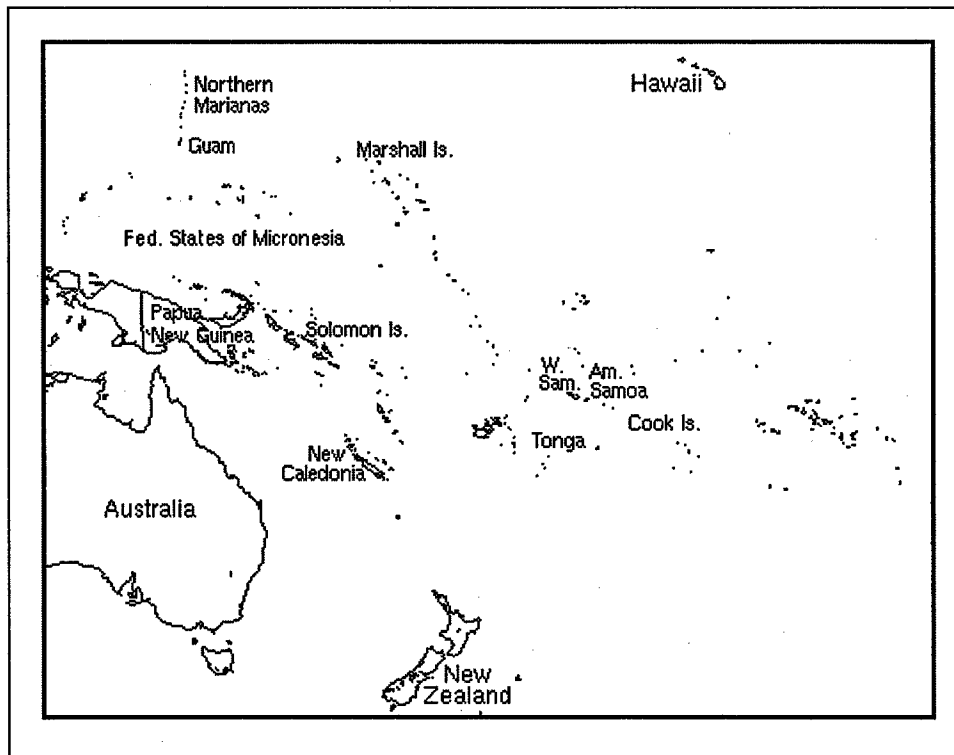 Hawaii
Northern
Marianas
Guam
Marshall Is.
Fed. States of Micronesia
Papua
New Guinea
Solomon Is.
W.
Sam.
Am.
Samoa
Cook Is.
Tonga
New
Caledonia
Australia
New
Zealand